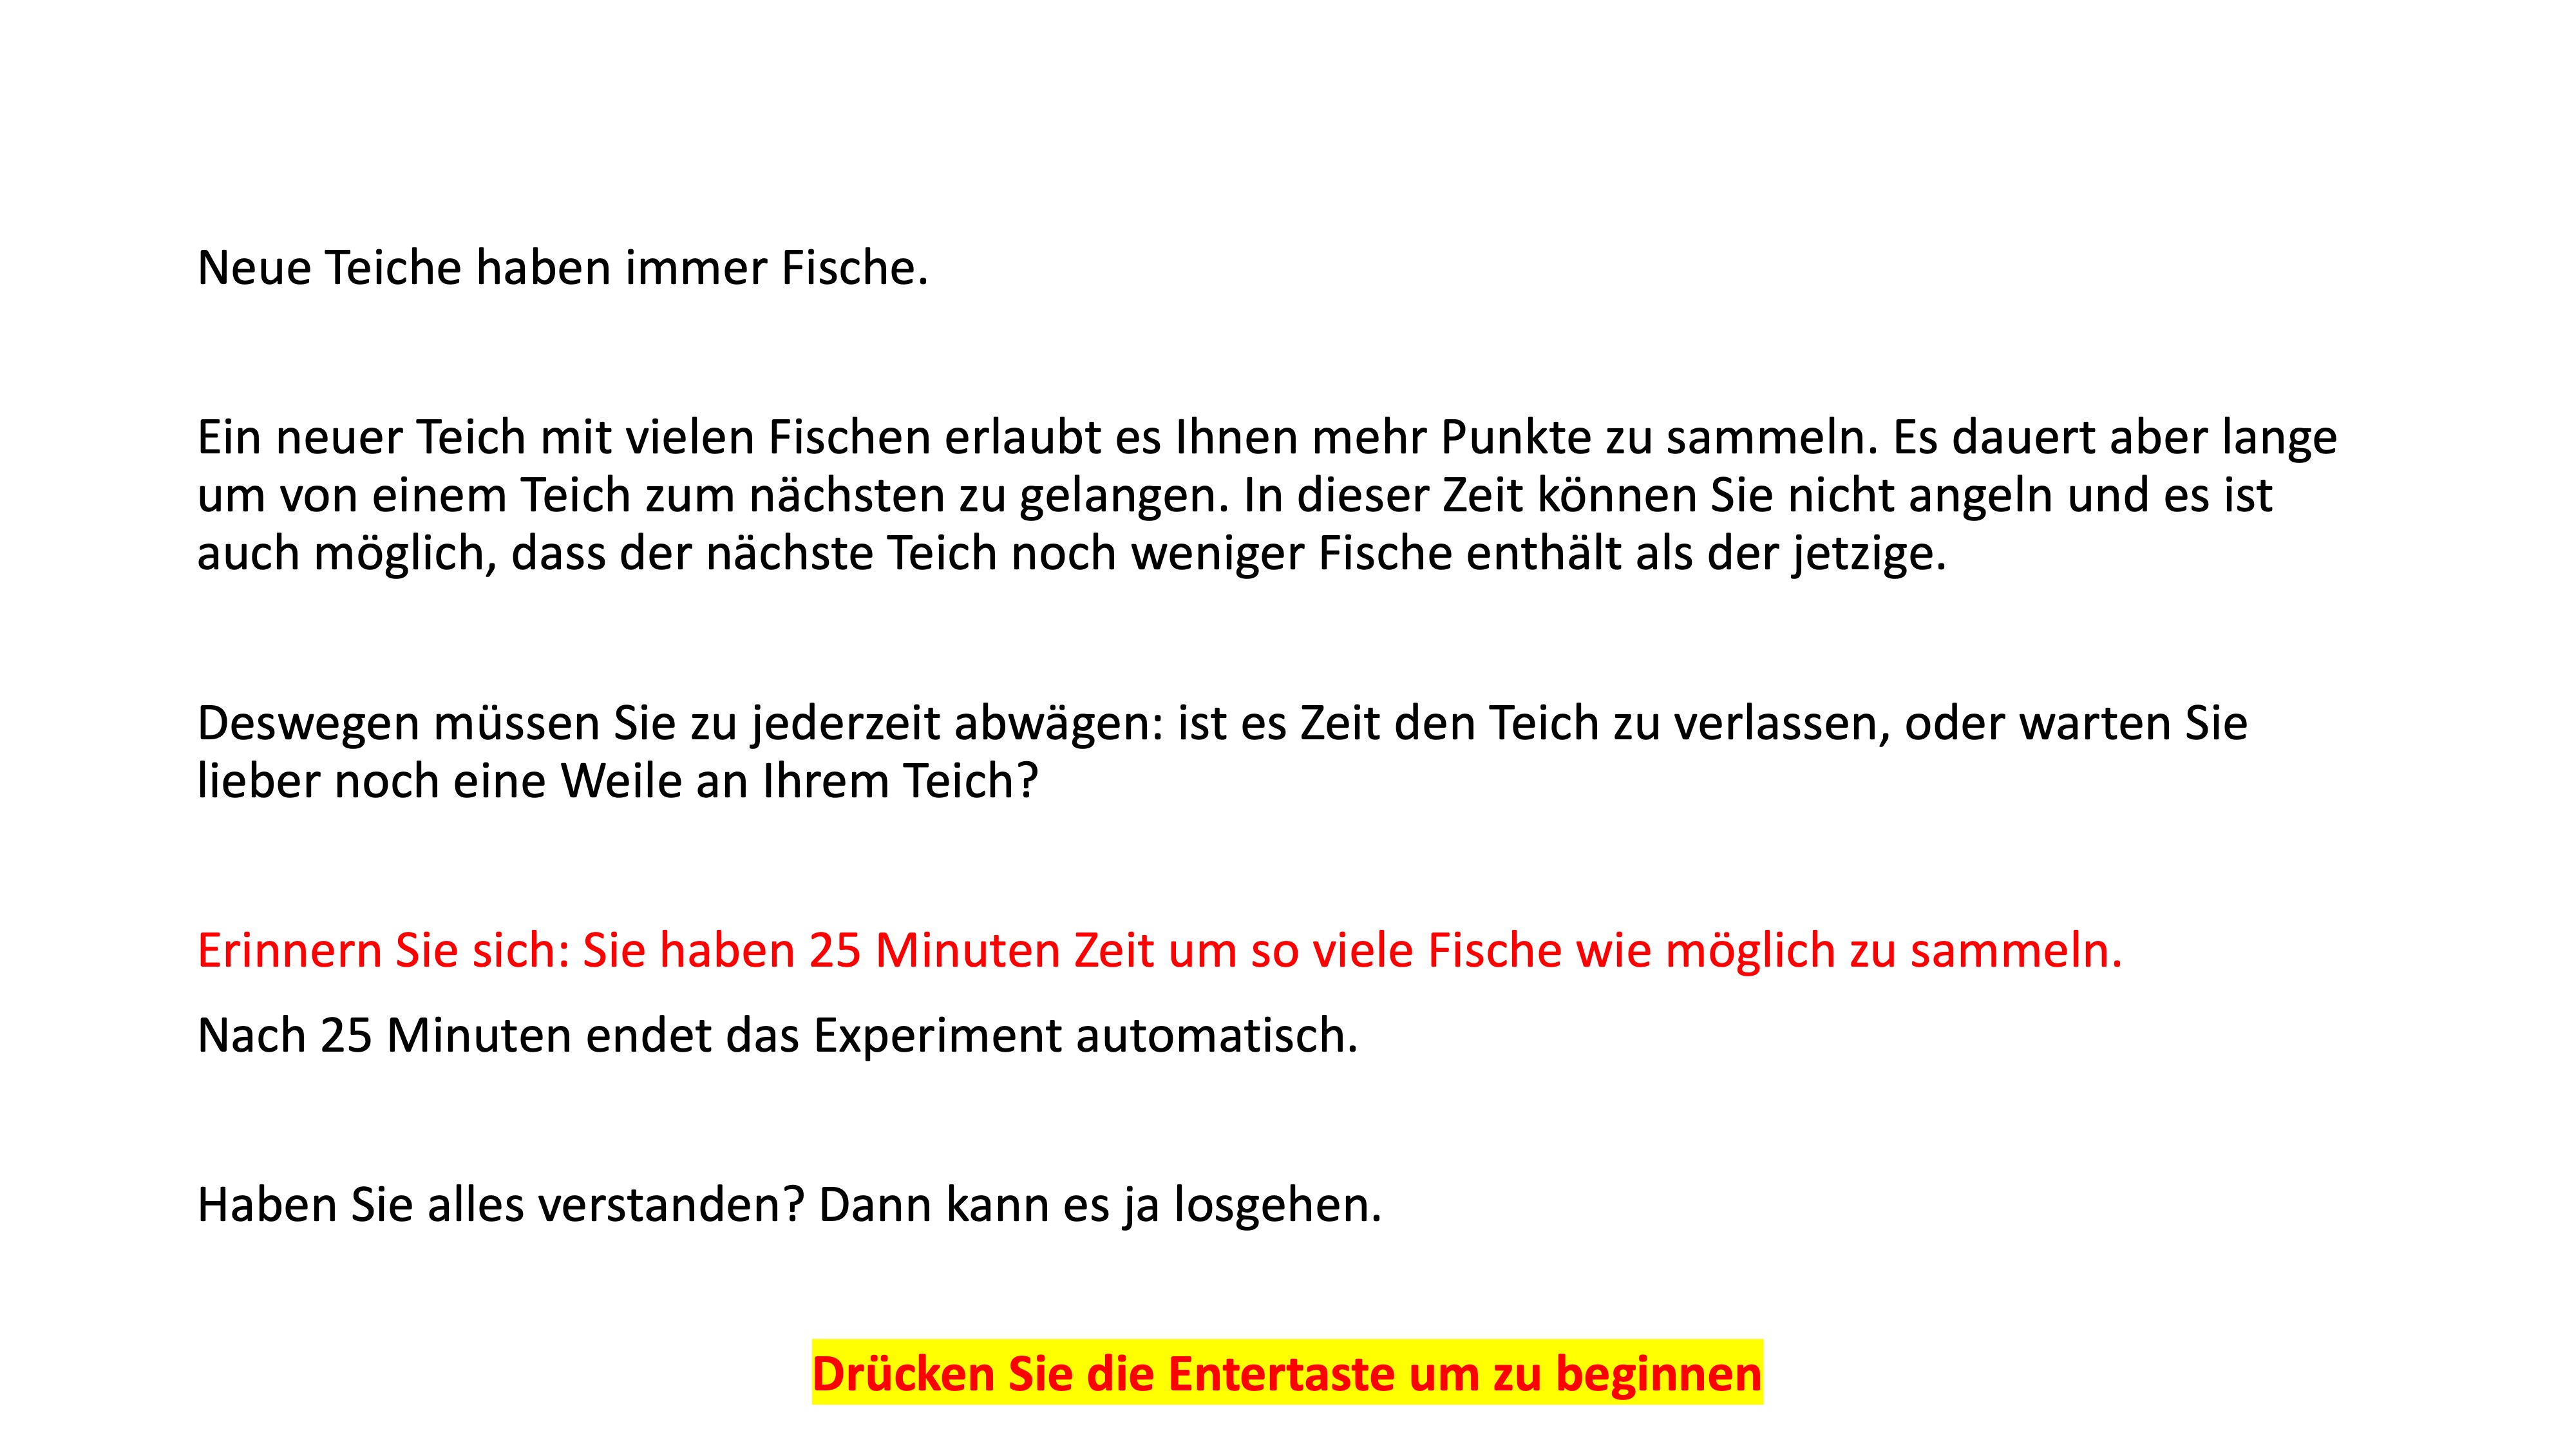 Neue Teiche haben immer Fische.
Ein neuer Teich mit vielen Fischen erlaubt es Ihnen mehr Punkte zu sammeln. Es dauert aber lange
um von einem Teich zum nächsten zu gelangen. In dieser Zeit können Sie nicht angeln und es ist
auch möglich, dass der nächste Teich noch weniger Fische enthält als der jetzige.
Deswegen müssen Sie zu jederzeit abwägen: ist es Zeit den Teich zu verlassen, oder warten Sie
lieber noch eine Weile an Ihrem Teich?
Erinnern Sie sich: Sie haben 25 Minuten Zeit um so viele Fische wie möglich zu sammeln.
Nach 25 Minuten endet das Experiment automatisch.
Haben Sie alles verstanden? Dann kann es ja losgehen.
Drücken Sie die Entertaste um zu beginnen